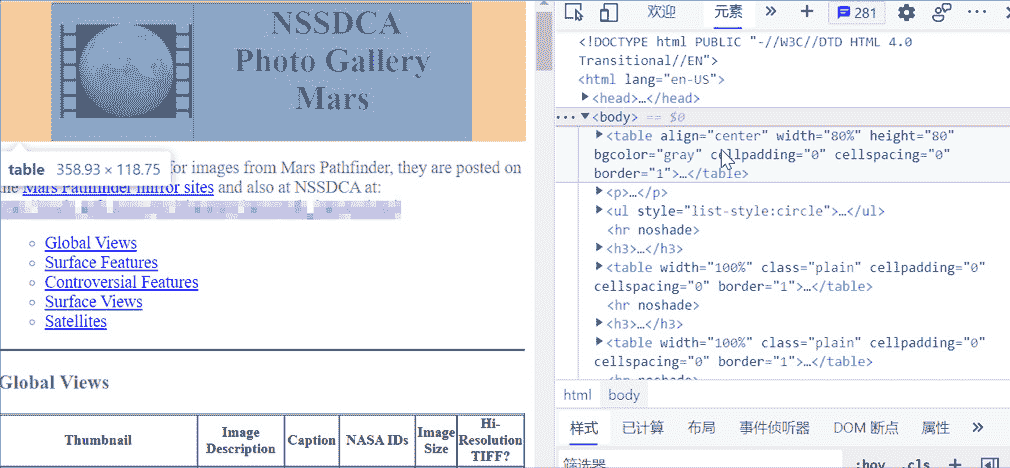 NSSDCA
Photo Gallery
Mars
table 358.93 × 118.75
for images from Mars Pathfinder, they are posted on
the Mars Pathfinder mirror sites and also at NSSDCA at:
Global Views
Surface Features
Controversial Features
Surface Views
Satellites
Global Views
Thumbnail
Image
Description
Caption
NASA IDs
Image
Size
Hi-
Resolution
TIFF?
欢迎 元素 » + 281
<!DOCTYPE html PUBLIC "-//W3C//DTD HTML 4.0
Transitional//EN">
<html lang="en-US">
<head>…</head>
<body> == $0
<table align="center" width="80%" height="80"
bgcolor="gray" cellpadding="0" cellspacing="0"
border="1">…</table>
<p>…</p>
<ul style="list-style:circle">…</ul>
<hr noshade>
<h3>…</h3>
<table width="100%" class="plain" cellpadding="0"
cellspacing="0" border="1">…</table>
<hr noshade>
<h3>…</h3>
<table width="100%" class="plain" cellpadding="0"
cellspacing="0" border="1">…</table>
<hr noshade>
html body
样式 已计算 布局 事件侦听器 DOM 断点 属性 »
筛选器 :hov .cls +